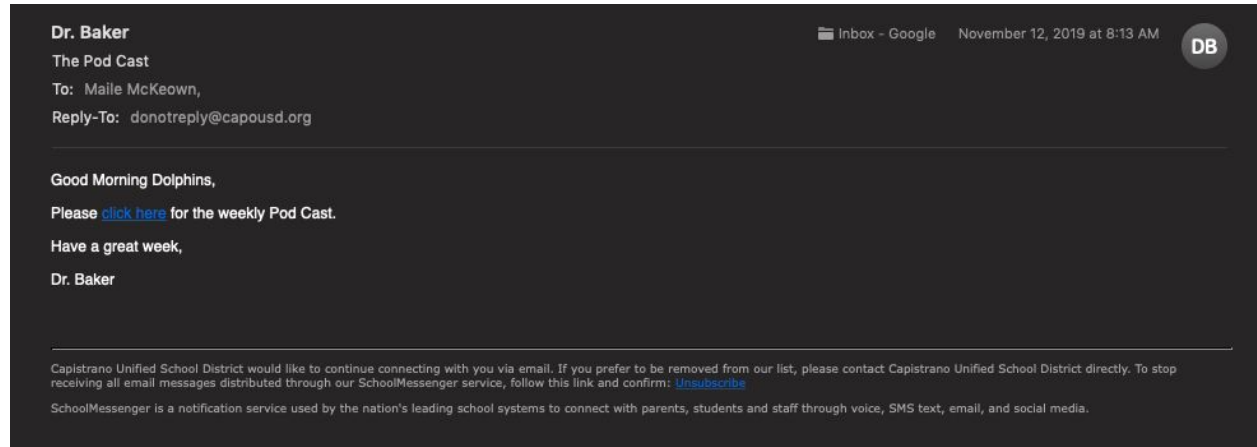 Dr. Baker
Inbox - Google November 12, 2019 at 8:13 AM
DB
The Pod Cast
To: Maile McKeown,
Reply-To: donotreply@capousd.org
Good Morning Dolphins,
Please click here for the weekly Pod Cast.
Have a great week,
Dr. Baker
Capistrano Unified School District would like to continue connecting with you via email. If you prefer to be removed from our list, please contact Capistrano Unified School District directly. To stop
receiving all email messages distributed through our SchoolMessenger service, follow this link and confirm: Unsubscribe
SchoolMessenger is a notification service used by the nation's leading school systems to connect with parents, students and staff through voice, SMS text, email, and social media.